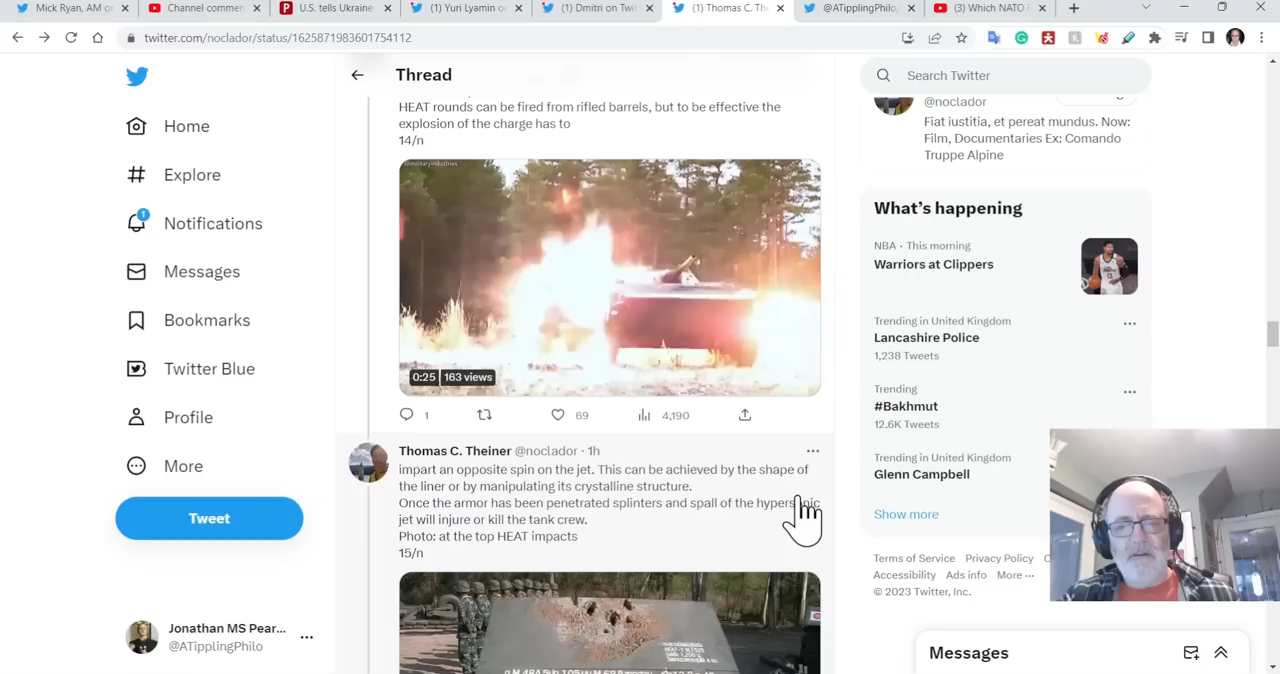 Mick Ryan, AM o
Channel commen
U.S. tells Ukraine
(1) Yuri Lyamin o
(1) Dmitri on Twi
(1) Thomas C. Th
@ATipplingPhilo
(3) Which NATO
twitter.com/noclador/status/1625871983601754112
Home
Explore
1
Notifications
Messages
Bookmarks
Twitter Blue
Profile
More
Tweet
Jonathan MS Pear...
@ATipplingPhilo
Thread
HEAT rounds can be fired from rifled barrels, but to be effective the
explosion of the charge has to
14/n
@militaryindustries
0:25 163 views
1 69 4,190
Thomas C. Theiner @noclador · 1h
impart an opposite spin on the jet. This can be achieved by the shape of
the liner or by manipulating its crystalline structure.
Once the armor has been penetrated splinters and spall of the hypers ic
jet will injure or kill the tank crew.
Photo: at the top HEAT impacts
15/n
Search Twitter
@noclador
Fiat iustitia, et pereat mundus. Now:
Film, Documentaries Ex: Comando
Truppe Alpine
What's happening
NBA · This morning
Warriors at Clippers
Trending in United Kingdom
Lancashire Police
1,238 Tweets
Trending
#Bakhmut
12.6K Tweets
Trending in United Kingdom
Glenn Campbell
Show more
Terms of Service Privacy Policy C
Accessibility Ads info More ...
© 2023 Twitter, Inc.
Messages